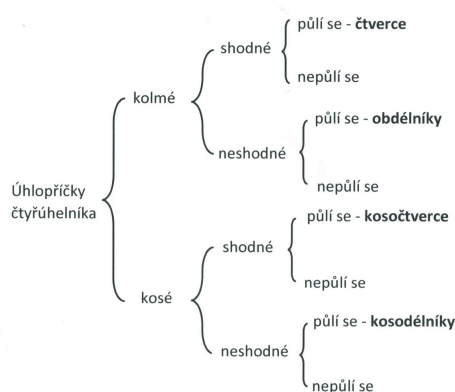 půlí se - čtverce
shodné
nepůlí se
kolmé
půlí se - obdélníky
neshodné
nepůlí se
Úhlopříčky
čtyřúhelníka
půlí se - kosočtverce
shodné
nepůlí se
kosé
půlí se - kosodélníky
neshodné
nepůlí se